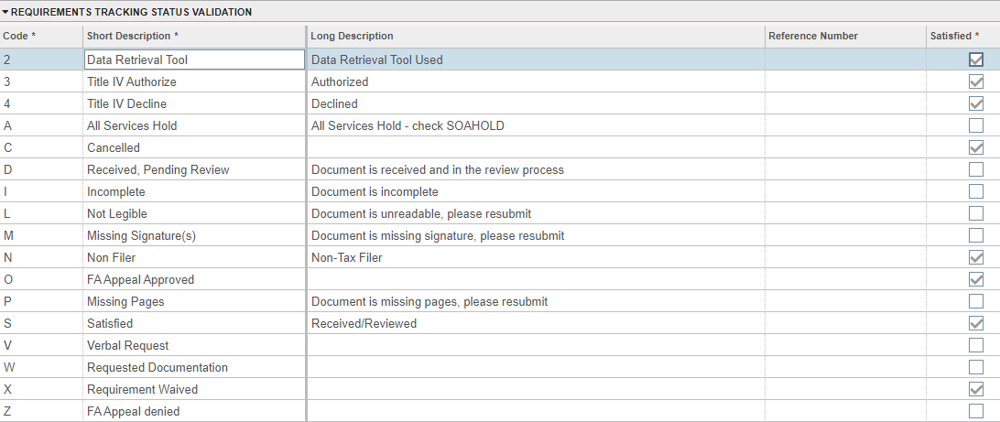 REQUIREMENTS TRACKING STATUS VALIDATION
Code * Short Description * Long Description Reference Number Satisfied *
2 Data Retrieval Tool Data Retrieval Tool Used
3 Title IV Authorize Authorized
4 Title IV Decline Declined
A All Services Hold All Services Hold - check SOAHOLD
C Cancelled
D Received, Pending Review Document is received and in the review process
I Incomplete Document is incomplete
L Not Legible Document is unreadable, please resubmit
M Missing Signature(s) Document is missing signature, please resubmit
N Non Filer Non-Tax Filer
O FA Appeal Approved
P Missing Pages Document is missing pages, please resubmit
S Satisfied Received/Reviewed
V Verbal Request
W Requested Documentation
X Requirement Waived
Z FA Appeal denied